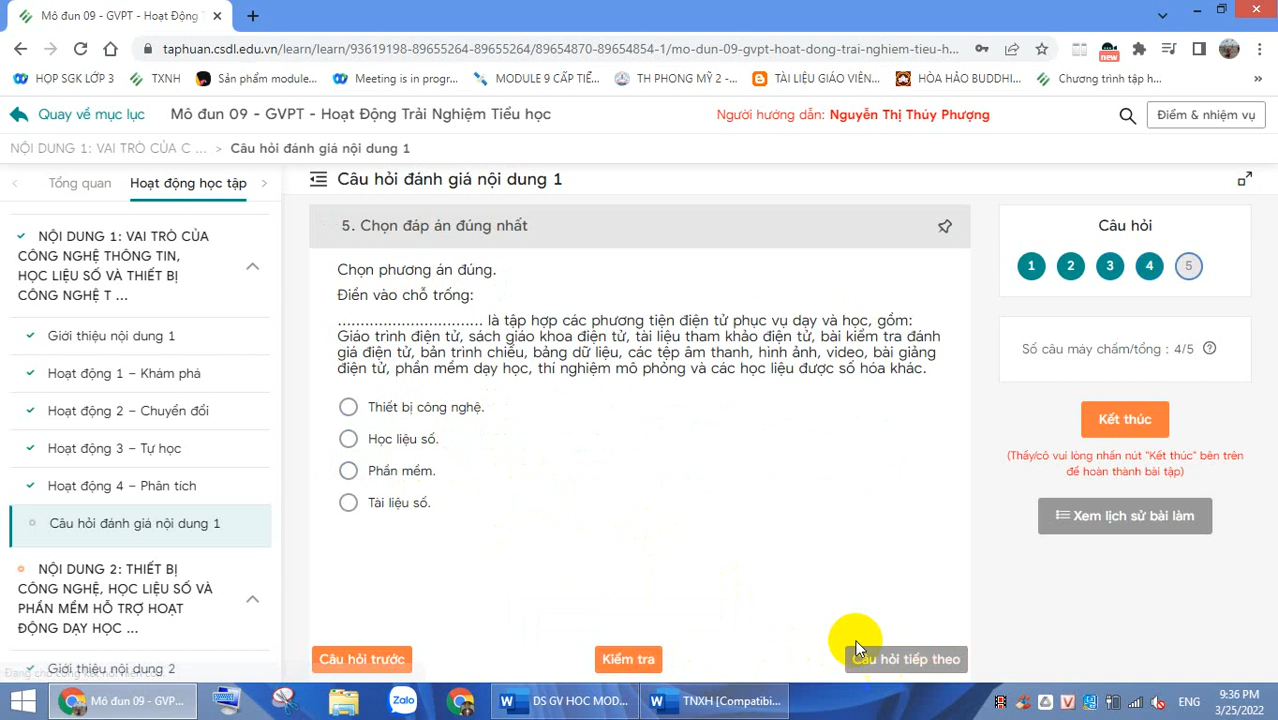 Mô đun 09 - GVPT - Hoạt Động T
taphuan.csdl.edu.vn/learn/learn/93619198-89655264-89655264/89654870-89654854-1/mo-dun-09-gvpt-hoat-dong-trai-nghiem-tieu-h...
new
HOP SGK LỚP 3
TXNH
Sản phẩm module...
Meeting is in progr...
MODULE 9 CẤP TIỂ...
TH PHONG MỸ 2 -...
TÀI LIỆU GIÁO VIÊN...
HÒA HẢO BUDDHI...
Chương trình tập h...
»
Quay về mục lục
Mô đun 09 - GVPT - Hoạt Động Trải Nghiệm Tiểu học
Người hướng dẫn: Nguyễn Thị Thúy Phượng
Điểm & nhiệm vụ
NỘI DUNG 1: VAI TRÒ CỦA C ... > Câu hỏi đánh giá nội dung 1
Tổng quan
Hoạt động học tập
Câu hỏi đánh giá nội dung 1
NỘI DUNG 1: VAI TRÒ CỦA
CÔNG NGHỆ THÔNG TIN,
HỌC LIỆU SỐ VÀ THIẾT BỊ
CÔNG NGHỆ T ...
Giới thiệu nội dung 1
Hoạt động 1 – Khám phá
Hoạt động 2 – Chuyển đổi
Hoạt động 3 – Tự học
Hoạt động 4 – Phân tích
Câu hỏi đánh giá nội dung 1
NỘI DUNG 2: THIẾT BỊ
CÔNG NGHỆ, HỌC LIỆU SỐ VÀ
PHẦN MỀM HỖ TRỢ HOẠT
ĐỘNG DẠY HỌC ...
Giới thiệu nội dung 2
5. Chọn đáp án đúng nhất
Chọn phương án đúng.
Điền vào chỗ trống:
................................ là tập hợp các phương tiện điện tử phục vụ dạy và học, gồm:
Giáo trình điện tử, sách giáo khoa điện tử, tài liệu tham khảo điện tử, bài kiểm tra đánh
giá điện tử, bản trình chiếu, bảng dữ liệu, các tệp âm thanh, hình ảnh, video, bài giảng
điện tử, phần mềm dạy học, thí nghiệm mô phỏng và các học liệu được số hóa khác.
Thiết bị công nghệ.
Học liệu số.
Phần mềm.
Tài liệu số.
Câu hỏi trước
Kiểm tra
Câu hỏi tiếp theo
Câu hỏi
1 2 3 4 5
Số câu máy chấm/tổng : 4/5
Kết thúc
(Thầy/cô vui lòng nhấn nút "Kết thúc" bên trên
để hoàn thành bài tập)
Xem lịch sử bài làm
Mô đun 09 - GVP...
Zalo
DS GV HOC MOD...
TNXH [Compatibi...
ENG
9:36 PM
3/25/2022